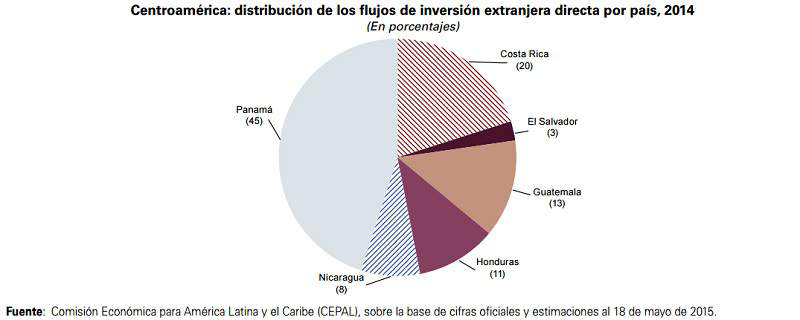 Centroamérica: distribución de los flujos de inversión extranjera directa por país, 2014
(En porcentajes)
Costa Rica
(20)
Panamá
(45)
El Salvador
(3)
Guatemala
(13)
Honduras
(11)
Nicaragua
(8)
Fuente: Comisión Económica para América Latina y el Caribe (CEPAL), sobre la base de cifras oficiales y estimaciones al 18 de mayo de 2015.